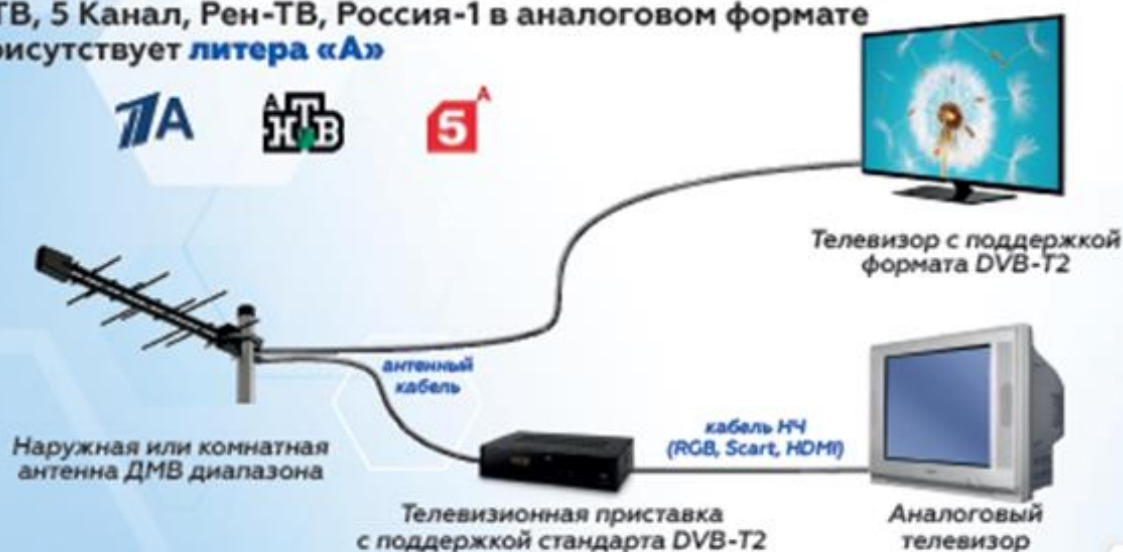 ТВ, 5 Канал, Рен-ТВ, Россия-1 в аналоговом формате
рисутствует литера «А»
1А
А
НТВ
5 А
Телевизор с поддержкой
формата DVB-T2
антенный
кабель
кабель НЧ
(RGB, Scart, HDMI)
Наружная или комнатная
антенна ДМВ диапазона
Телевизионная приставка
с поддержкой стандарта DVB-T2
Аналоговый
телевизор